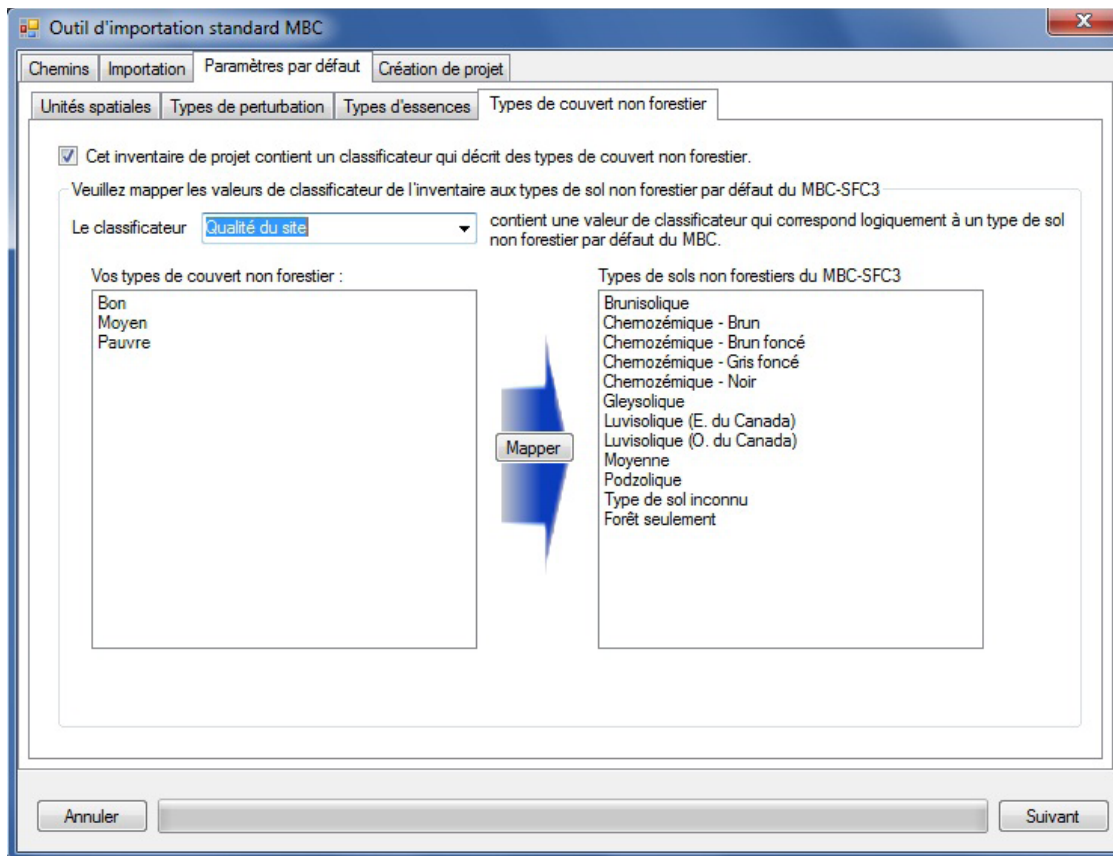 Outil d'importation standard MBC
Chemins Importation Paramètres par défaut Création de projet
Unités spatiales Types de perturbation Types d'essences Types de couvert non forestier
Cet inventaire de projet contient un classificateur qui décrit des types de couvert non forestier.
Veuillez mapper les valeurs de classificateur de l'inventaire aux types de sol non forestier par défaut du MBC-SFC3
Le classificateur Qualité du site contient une valeur de classificateur qui correspond logiquement à un type de sol
non forestier par défaut du MBC.
Vos types de couvert non forestier :
Bon
Moyen
Pauvre
Mapper
Types de sols non forestiers du MBC-SFC3
Brunisolique
Chernozémique - Brun
Chernozémique - Brun foncé
Chernozémique - Gris foncé
Chernozémique - Noir
Gleysolique
Luvisolique (E. du Canada)
Luvisolique (O. du Canada)
Moyenne
Podzolique
Type de sol inconnu
Forêt seulement
Annuler
Suivant